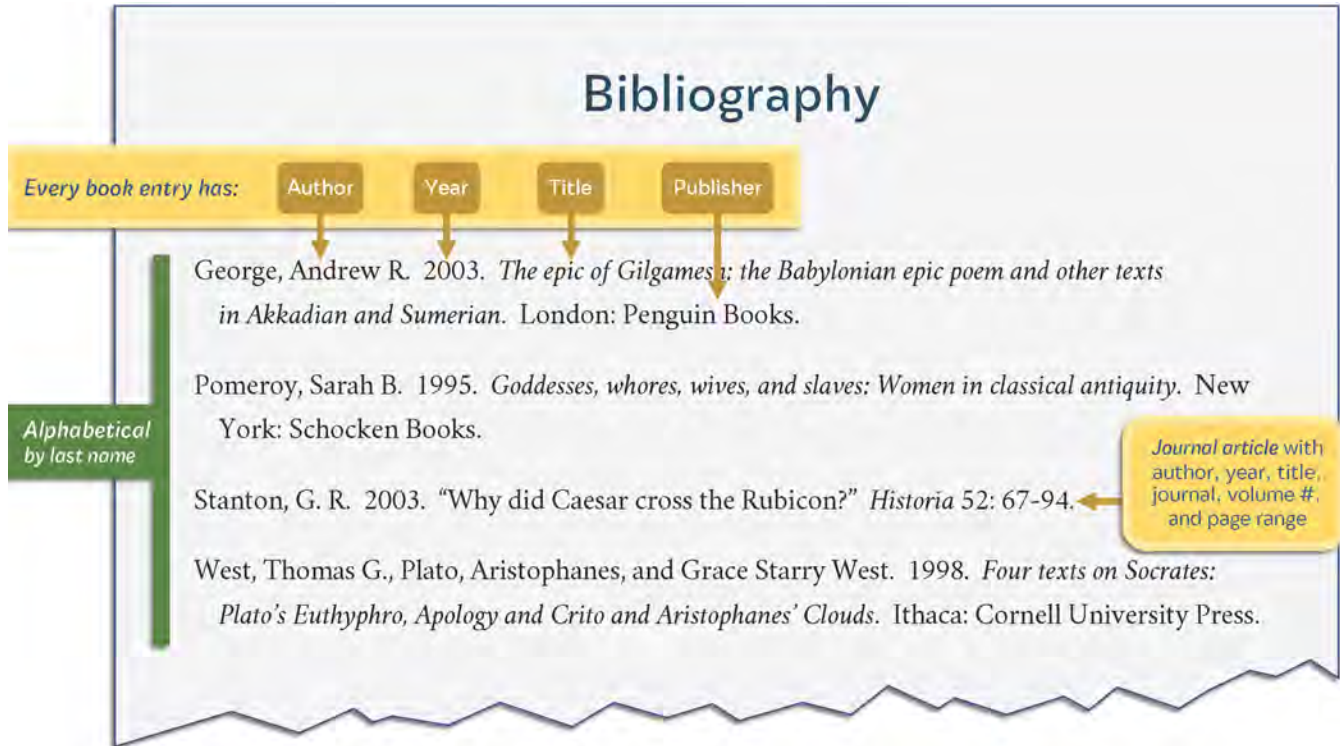 Bibliography
Every book entry has: Author Year Title Publisher
George, Andrew R. 2003. The epic of Gilgamesh: the Babylonian epic poem and other texts
in Akkadian and Sumerian. London: Penguin Books.
Pomeroy, Sarah B. 1995. Goddesses, whores, wives, and slaves: Women in classical antiquity. New
York: Schocken Books.
Alphabetical
by last name
Journal article with
author, year, title,
journal, volume #,
and page range
Stanton, G. R. 2003. “Why did Caesar cross the Rubicon?” Historia 52: 67-94.
West, Thomas G., Plato, Aristophanes, and Grace Starry West. 1998. Four texts on Socrates:
Plato’s Euthyphro, Apology and Crito and Aristophanes’ Clouds. Ithaca: Cornell University Press.